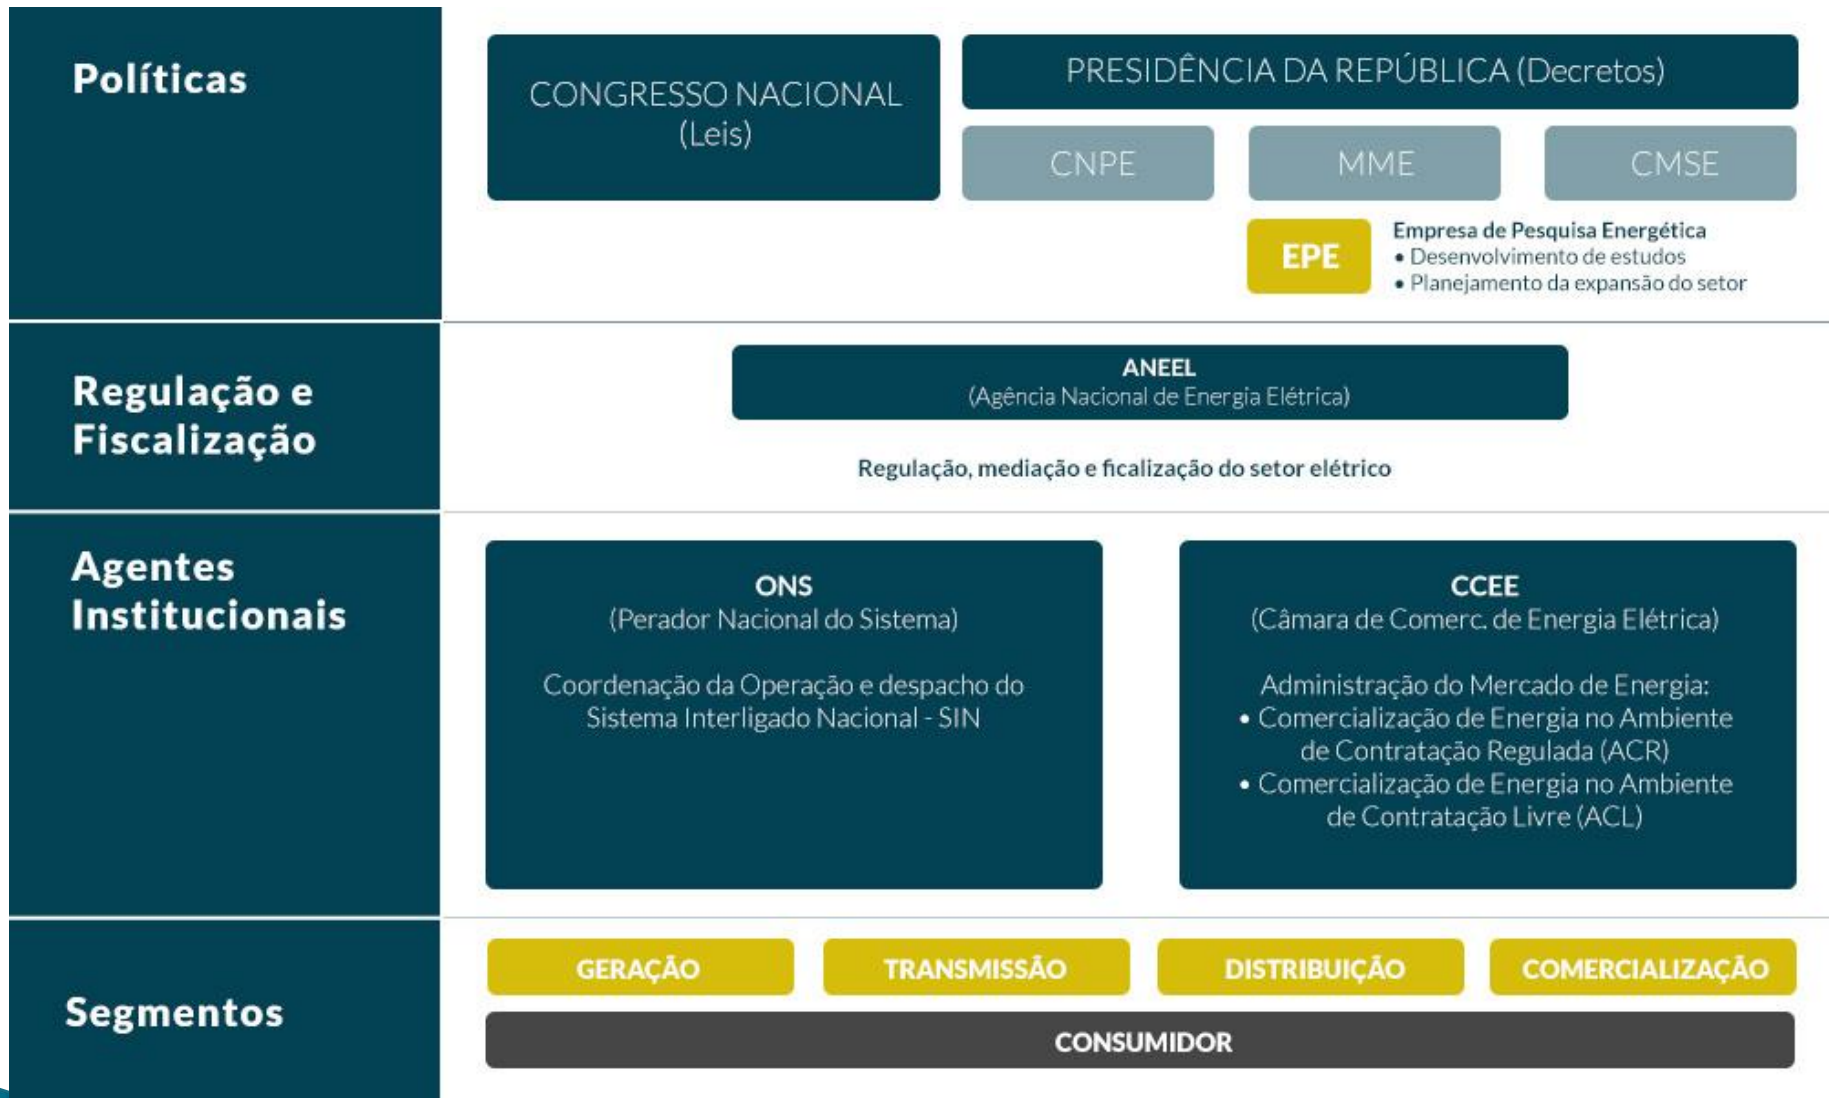 Políticas
CONGRESSO NACIONAL
(Leis)
PRESIDÊNCIA DA REPÚBLICA (Decretos)
CNPE
MME
CMSE
EPE
Empresa de Pesquisa Energética
• Desenvolvimento de estudos
• Planejamento da expansão do setor
Regulação e
Fiscalização
ANEEL
(Agência Nacional de Energia Elétrica)
Regulação, mediação e ficalização do setor elétrico
Agentes
Institucionais
ONS
(Perador Nacional do Sistema)
Coordenação da Operação e despacho do
Sistema Interligado Nacional - SIN
CCEE
(Câmara de Comerc. de Energia Elétrica)
Administração do Mercado de Energia:
• Comercialização de Energia no Ambiente
de Contratação Regulada (ACR)
• Comercialização de Energia no Ambiente
de Contratação Livre (ACL)
Segmentos
GERAÇÃO
TRANSMISSÃO
DISTRIBUIÇÃO
COMERCIALIZAÇÃO
CONSUMIDOR